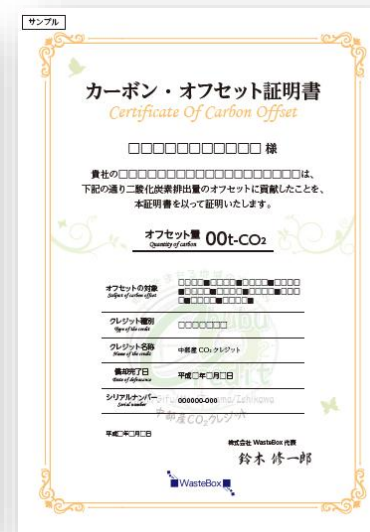 サンプル
カーボン・オフセット証明書
Certificate Of Carbon Offset
□□□□□□□□□□□ 様
貴社の□□□□□□□□□□□□□□□□□□は、
下記の通り二酸化炭素排出量のオフセットに貢献したことを、
本証明書を以って証明いたします。
オフセット量 00t-CO₂
Quantity of carbon
オフセットの対象
Subject of carbon offset
□□□□■□□□□■□□□□■□□□□
■□□□□■□□□□■□□□□■□□□
□■□□□□■□□□□■
クレジット種別 □□□□□□□
Type of the credit
クレジット名称 中部産 CO₂ クレジット
Name of the credit
償却完了日 平成□年□月□日
Date of defeasance
シリアルナンバー 000000-000
Serial number
中部産CO₂クレジット
平成□年□月□日
株式会社 WasteBox 代表
鈴木 修一郎
WasteBox